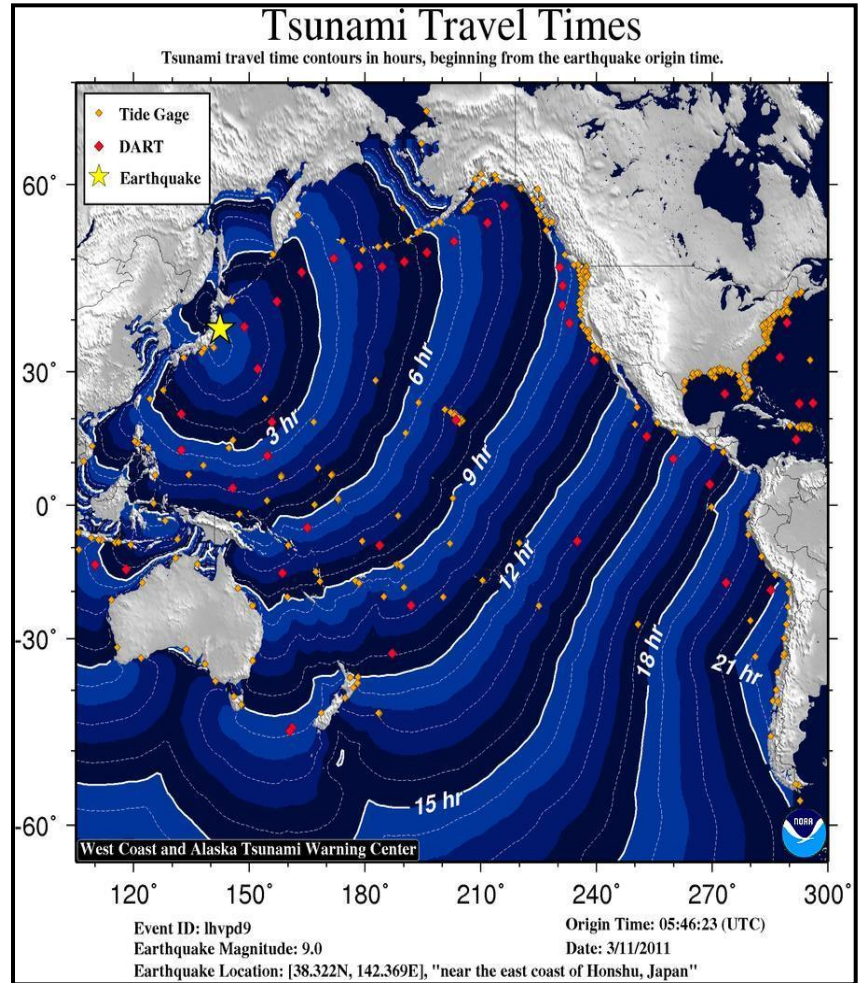 Tsunami Travel Times
Tsunami travel time contours in hours, beginning from the earthquake origin time.
Tide Gage
DART
Earthquake
60°
30°
0°
-30°
-60°
3 hr
6 hr
9 hr
12 hr
15 hr
18 hr
21 hr
NOAA
West Coast and Alaska Tsunami Warning Center
120° 150° 180° 210° 240° 270° 300°
Event ID: lhvpd9
Origin Time: 05:46:23 (UTC)
Earthquake Magnitude: 9.0
Date: 3/11/2011
Earthquake Location: [38.322N, 142.369E], "near the east coast of Honshu, Japan"